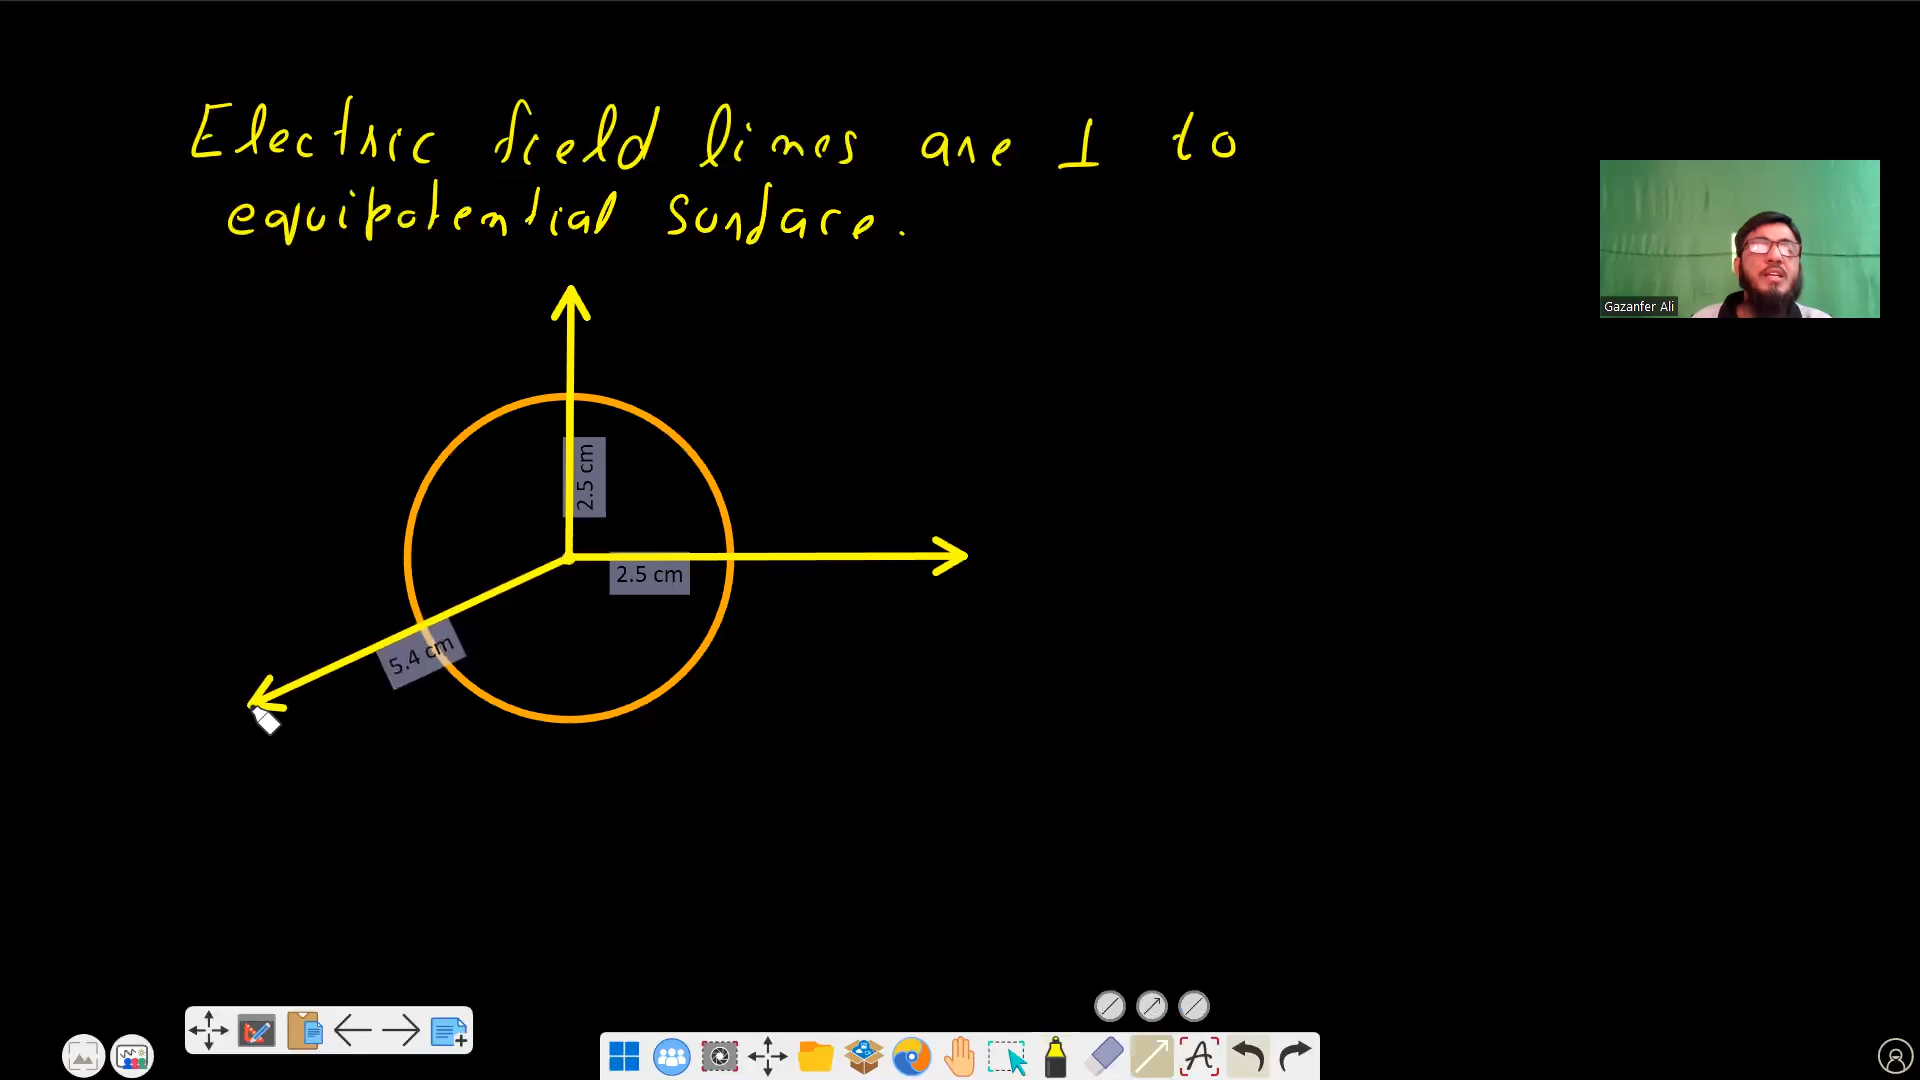 Electric field lines are ⊥ to
equipotential surface.
Gazanfer Ali
2.5 cm
2.5 cm
5.4 cm